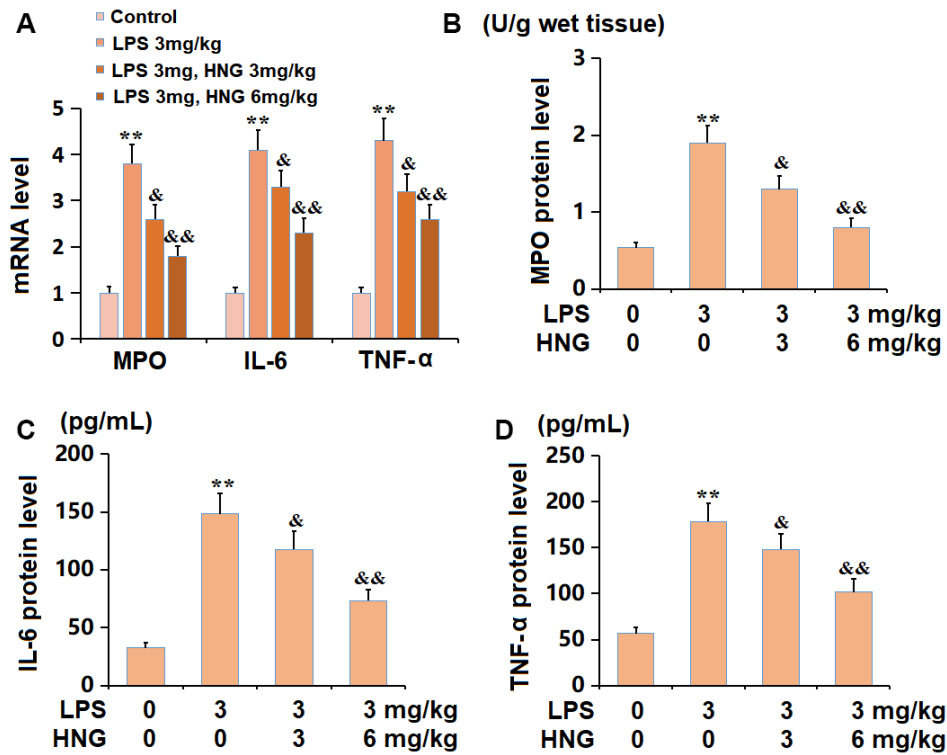 A
Control
LPS 3mg/kg
LPS 3mg, HNG 3mg/kg
LPS 3mg, HNG 6mg/kg
mRNA level
5
4
3
2
1
0
** & &&
** & &&
** & &&
MPO IL-6 TNF-α
B (U/g wet tissue)
MPO protein level
3
2
1
0
** & &&
LPS 0 3 3 3 mg/kg
HNG 0 0 3 6 mg/kg
C (pg/mL)
IL-6 protein level
200
150
100
50
0
** & &&
LPS 0 3 3 3 mg/kg
HNG 0 0 3 6 mg/kg
D (pg/mL)
TNF-α protein level
250
200
150
100
50
0
** & &&
LPS 0 3 3 3 mg/kg
HNG 0 0 3 6 mg/kg